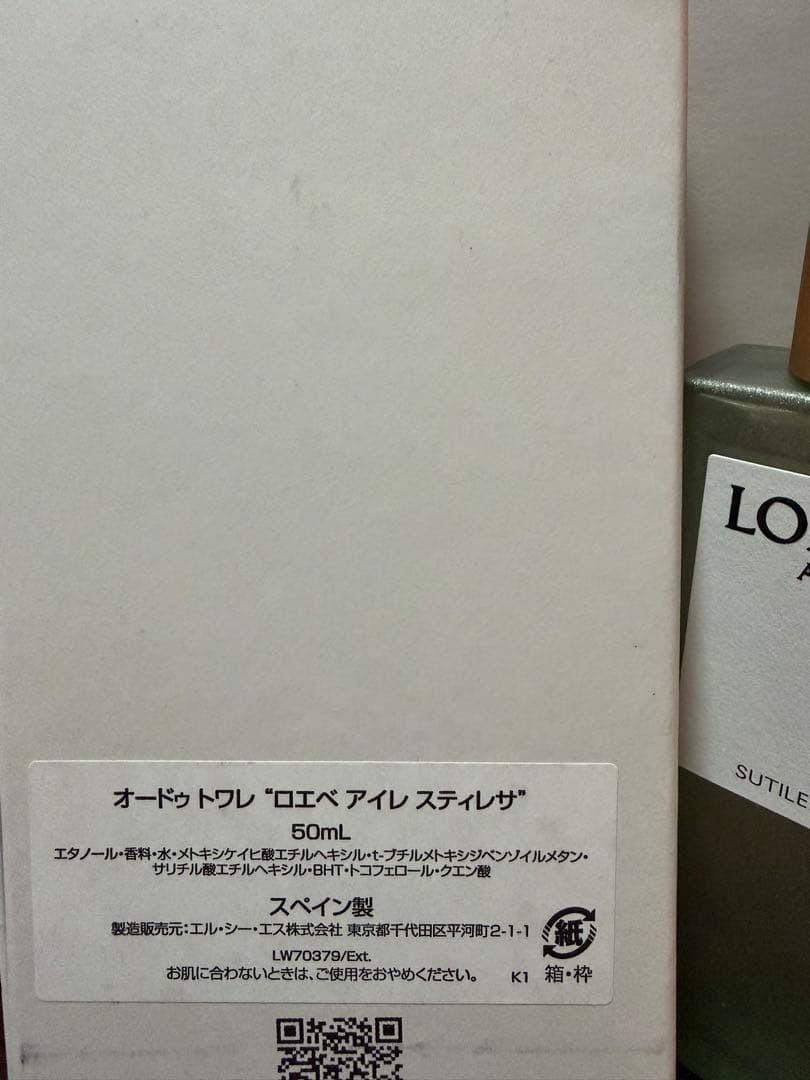 オードゥ トワレ “ロエベ アイレ スティレサ”
50mL
エタノール・香料・水・メトキシケイヒ酸エチルヘキシル・t-ブチルメトキシジベンゾイルメタン・
サリチル酸エチルヘキシル・BHT・トコフェロール・クエン酸
スペイン製
製造販売元：エル・シー・エス株式会社 東京都千代田区平河町2-1-1
LW70379/Ext.
お肌に合わないときは、ご使用をおやめください。
K1
紙
箱・枠
LO
SUTILE